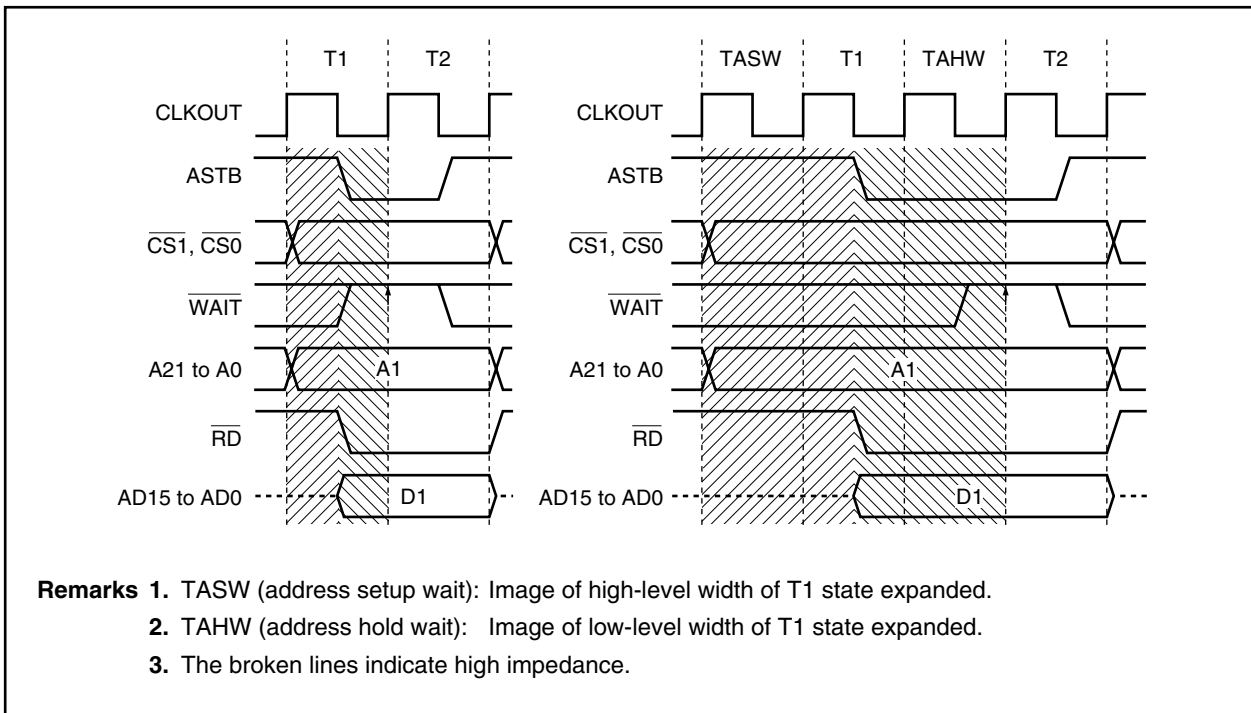 T1 T2
CLKOUT
ASTB
CS1, CS0
WAIT
A21 to A0 A1
RD
AD15 to AD0 D1
TASW T1 TAHW T2
CLKOUT
ASTB
CS1, CS0
WAIT
A21 to A0 A1
RD
AD15 to AD0 D1
Remarks 1. TASW (address setup wait): Image of high-level width of T1 state expanded.
2. TAHW (address hold wait): Image of low-level width of T1 state expanded.
3. The broken lines indicate high impedance.